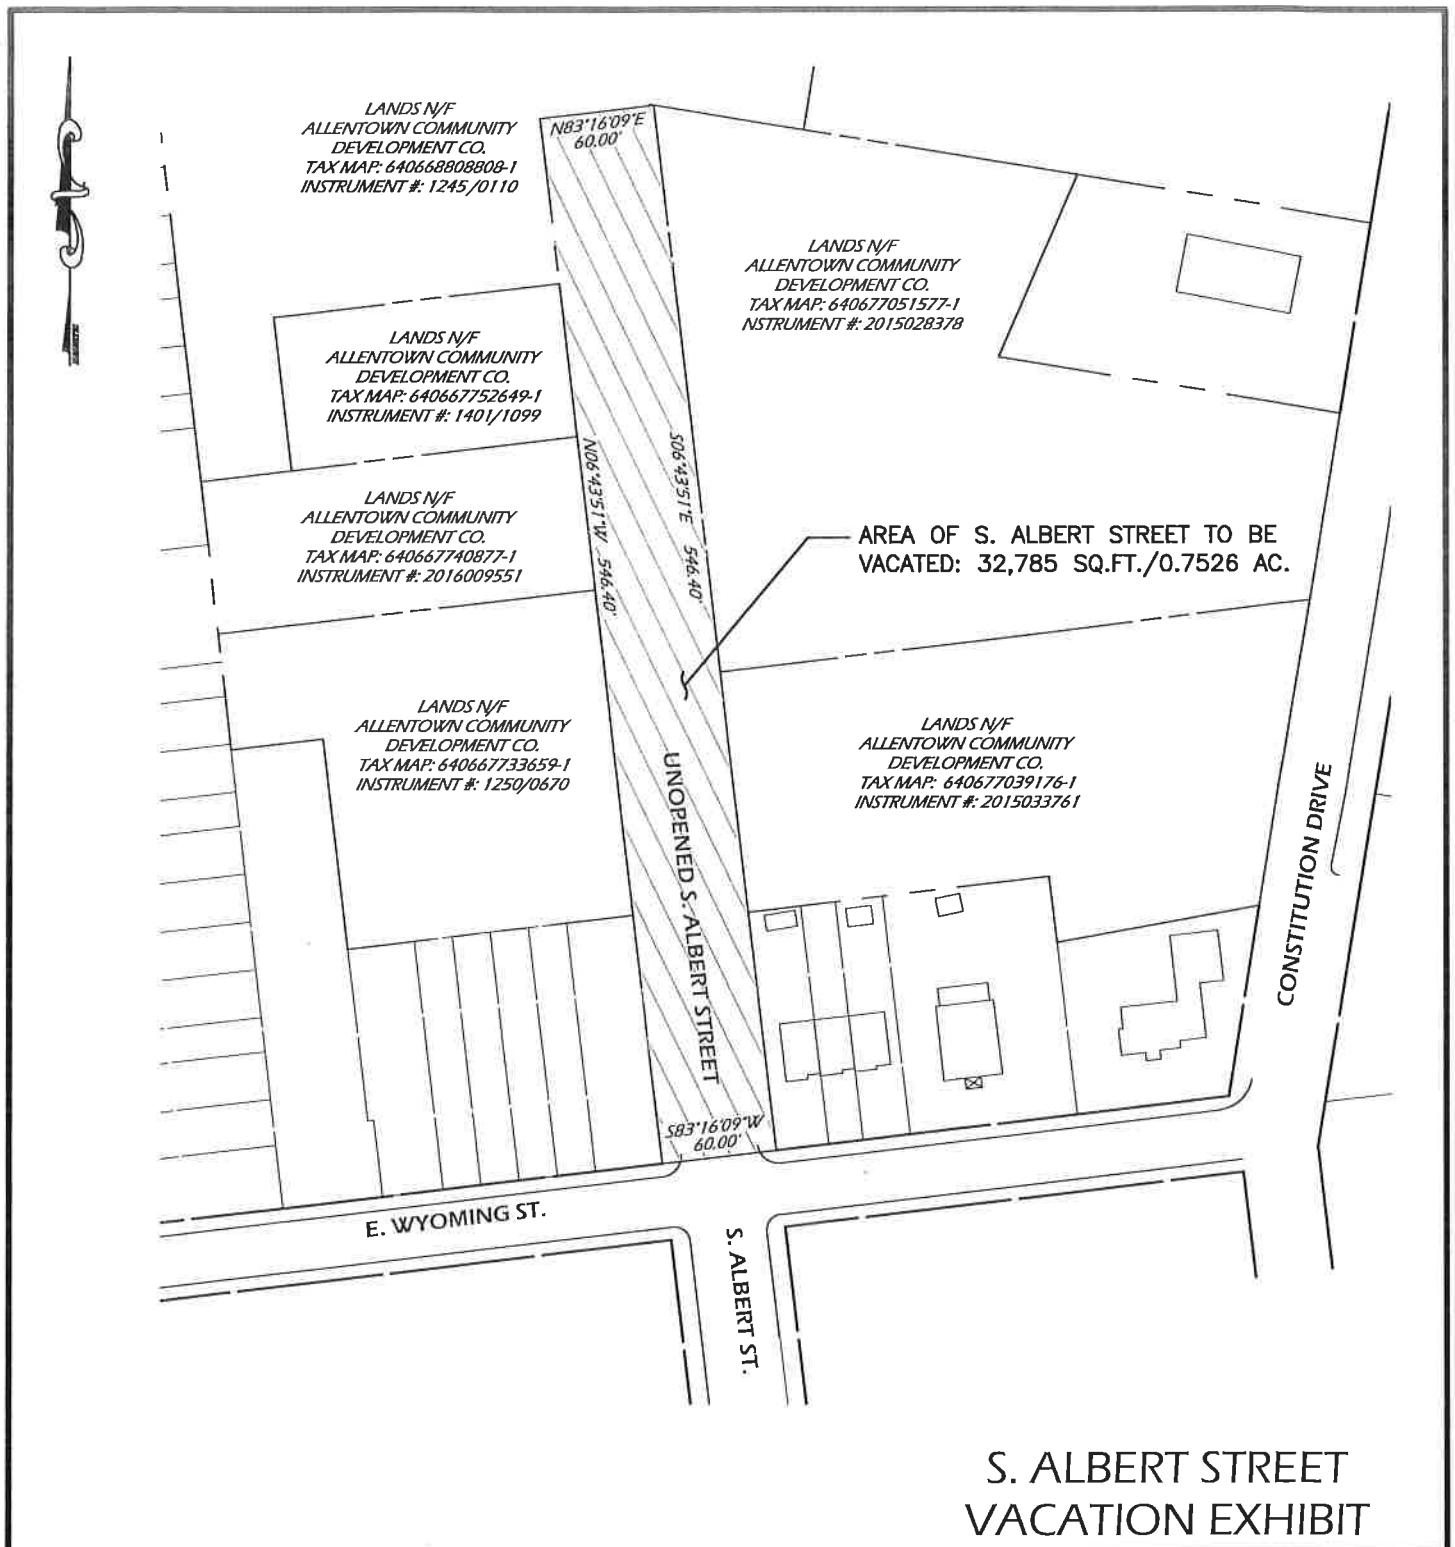 LANDS N/F
ALLENTOWN COMMUNITY
DEVELOPMENT CO.
TAX MAP: 640668808808-1
INSTRUMENT #: 1245/0110
N83°16'09"E
60.00'
LANDS N/F
ALLENTOWN COMMUNITY
DEVELOPMENT CO.
TAX MAP: 640677051577-1
NSTRUMENT #: 2015028378
LANDS N/F
ALLENTOWN COMMUNITY
DEVELOPMENT CO.
TAX MAP: 640667752649-1
INSTRUMENT #: 1401/1099
N06°43'51"W 546.40'
S06°43'51"E 546.40'
LANDS N/F
ALLENTOWN COMMUNITY
DEVELOPMENT CO.
TAX MAP: 640667740877-1
INSTRUMENT #: 2016009551
AREA OF S. ALBERT STREET TO BE
VACATED: 32,785 SQ.FT./0.7526 AC.
LANDS N/F
ALLENTOWN COMMUNITY
DEVELOPMENT CO.
TAX MAP: 640667733659-1
INSTRUMENT #: 1250/0670
UNOPENED S. ALBERT STREET
LANDS N/F
ALLENTOWN COMMUNITY
DEVELOPMENT CO.
TAX MAP: 640677039176-1
INSTRUMENT #: 2015033761
CONSTITUTION DRIVE
S83°16'09"W
60.00'
E. WYOMING ST.
S. ALBERT ST.
S. ALBERT STREET
VACATION EXHIBIT